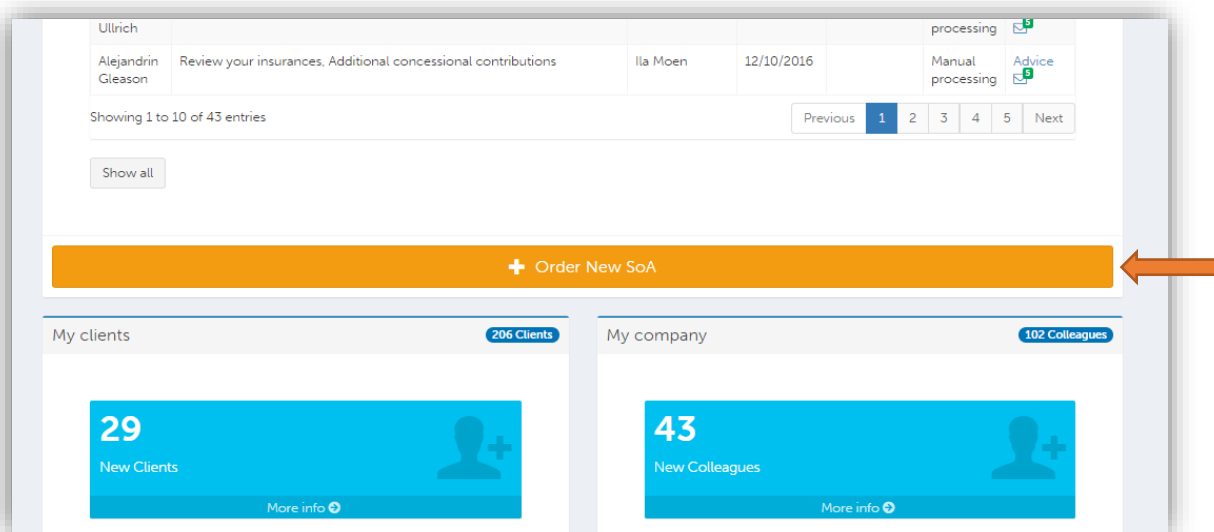 Ullrich processing 5
Alejandrin Review your insurances, Additional concessional contributions Ila Moen 12/10/2016 Manual Advice
Gleason processing 5
Showing 1 to 10 of 43 entries Previous 1 2 3 4 5 Next
Show all
Order New SoA
My clients 206 Clients My company 102 Colleagues
29 43
New Clients New Colleagues
More info More info